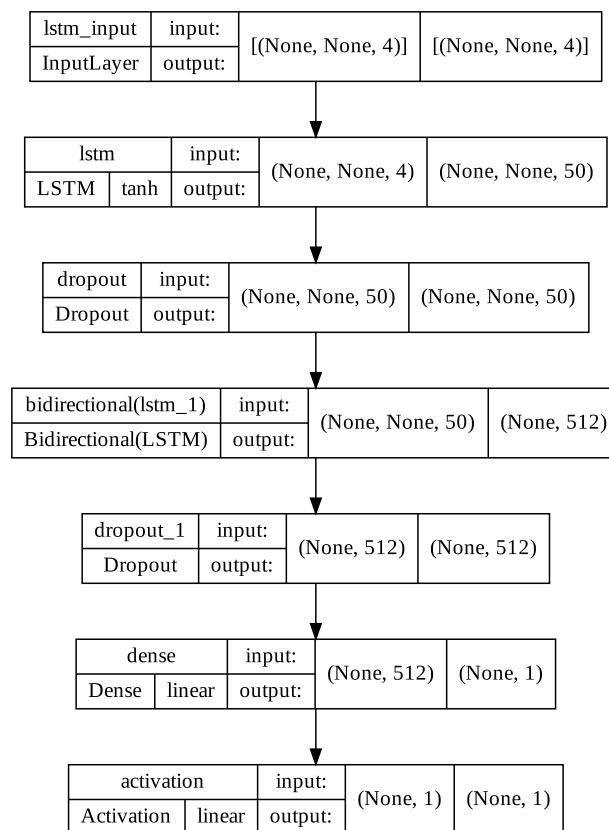 lstm_input input: [(None, None, 4)] [(None, None, 4)]
InputLayer output:
lstm input: (None, None, 4) (None, None, 50)
LSTM tanh output:
dropout input: (None, None, 50) (None, None, 50)
Dropout output:
bidirectional(lstm_1) input: (None, None, 50) (None, 512)
Bidirectional(LSTM) output:
dropout_1 input: (None, 512) (None, 512)
Dropout output:
dense input: (None, 512) (None, 1)
Dense linear output:
activation input: (None, 1) (None, 1)
Activation linear output: